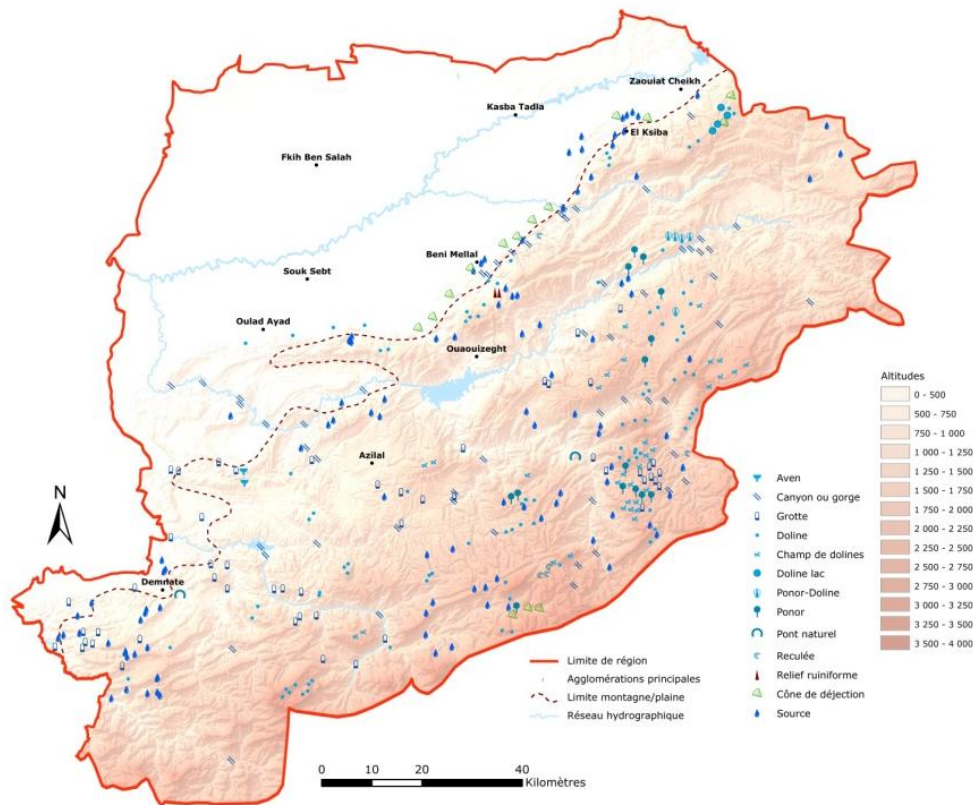 Zaouiat Cheikh
Kasba Tadla
El Ksiba
Fkih Ben Salah
Beni Mellal
Souk Sebt
Oulad Ayad
Ouaouizeght
Azilal
Demnate
N
Altitudes
0 - 500
500 - 750
750 - 1 000
1 000 - 1 250
1 250 - 1 500
1 500 - 1 750
1 750 - 2 000
2 000 - 2 250
2 250 - 2 500
2 500 - 2 750
2 750 - 3 000
3 000 - 3 250
3 250 - 3 500
3 500 - 4 000
Aven
Canyon ou gorge
Grotte
Doline
Champ de dolines
Doline lac
Ponor-Doline
Ponor
Pont naturel
Reculée
Relief ruiniforme
Cône de déjection
Source
Limite de région
Agglomérations principales
Limite montagne/plaine
Réseau hydrographique
0 10 20 40
Kilomètres